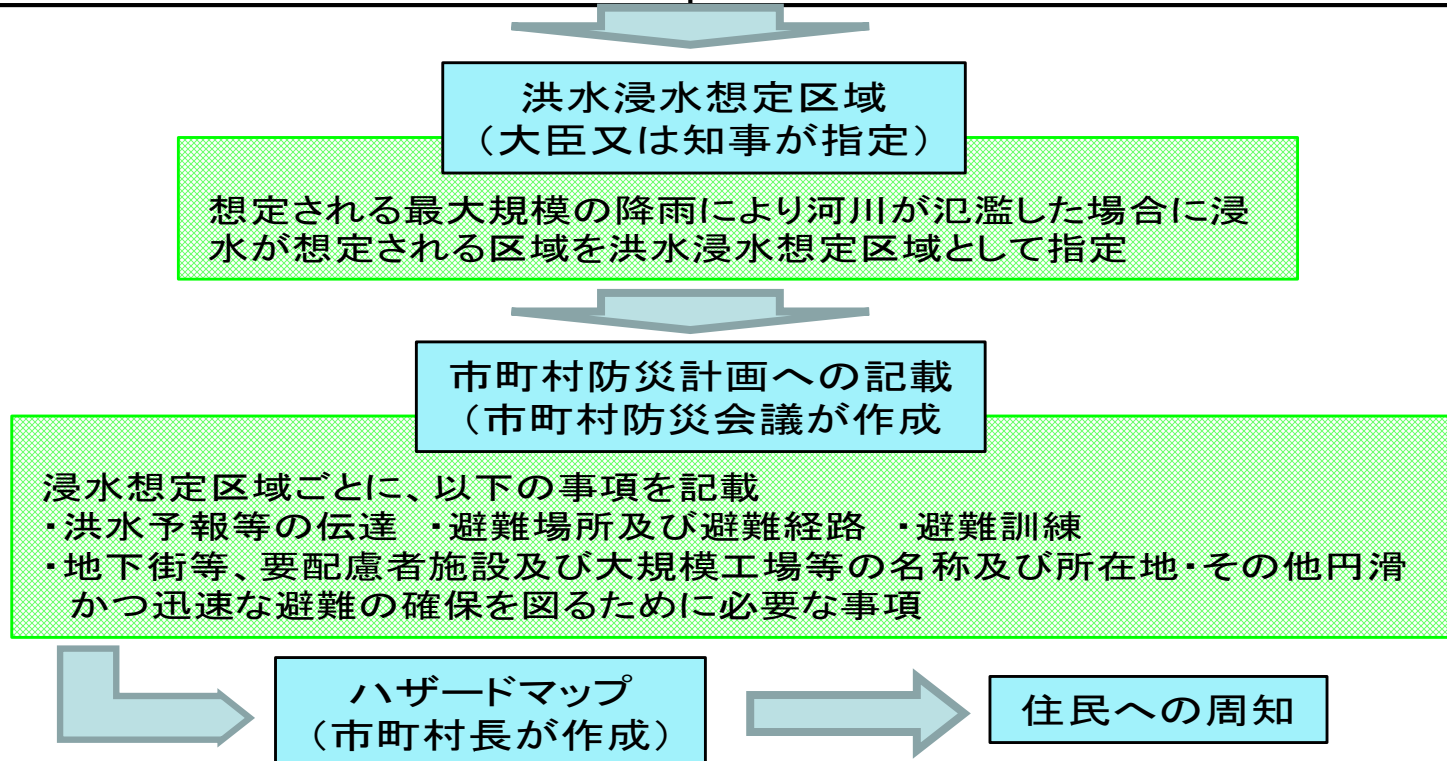 洪水浸水想定区域
（大臣又は知事が指定）
想定される最大規模の降雨により河川が氾濫した場合に浸
水が想定される区域を洪水浸水想定区域として指定
市町村防災計画への記載
（市町村防災会議が作成
浸水想定区域ごとに、以下の事項を記載
・洪水予報等の伝達　・避難場所及び避難経路　・避難訓練
・地下街等、要配慮者施設及び大規模工場等の名称及び所在地・その他円滑
かつ迅速な避難の確保を図るために必要な事項
ハザードマップ
（市町村長が作成）
住民への周知